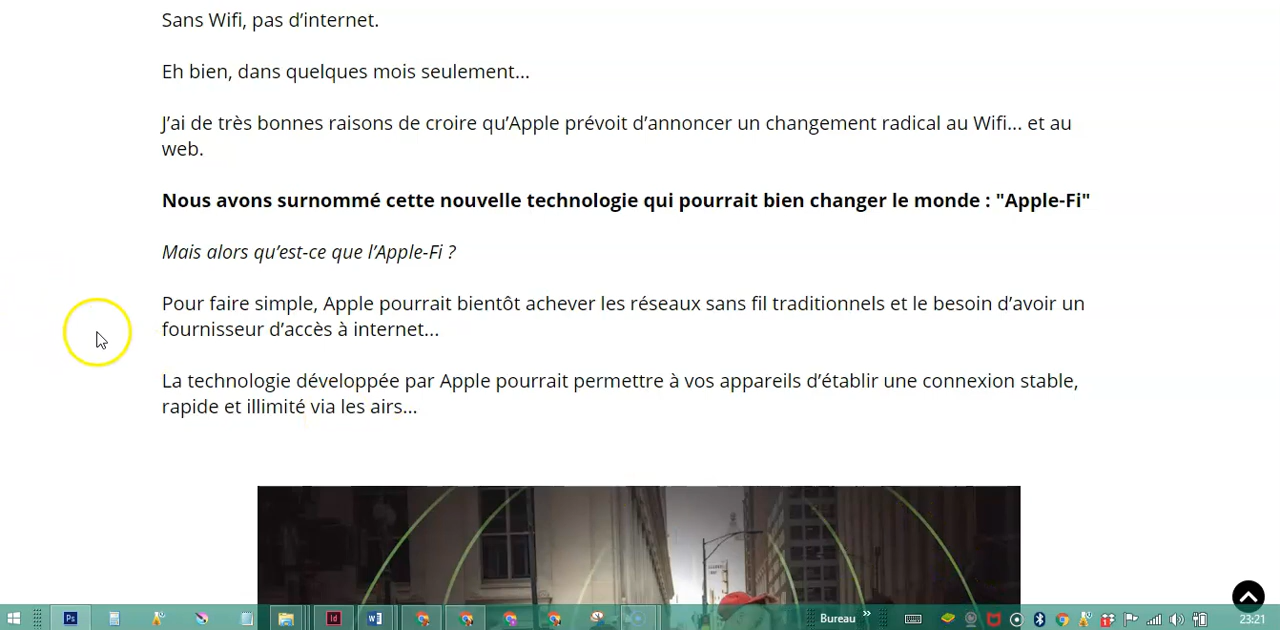 Sans Wifi, pas d’internet.
Eh bien, dans quelques mois seulement...
J’ai de très bonnes raisons de croire qu’Apple prévoit d’annoncer un changement radical au Wifi... et au
web.
Nous avons surnommé cette nouvelle technologie qui pourrait bien changer le monde : "Apple-Fi"
Mais alors qu’est-ce que l’Apple-Fi ?
Pour faire simple, Apple pourrait bientôt achever les réseaux sans fil traditionnels et le besoin d’avoir un
fournisseur d’accès à internet...
La technologie développée par Apple pourrait permettre à vos appareils d’établir une connexion stable,
rapide et illimité via les airs...
Ps
Id
W
Bureau
»
23:21